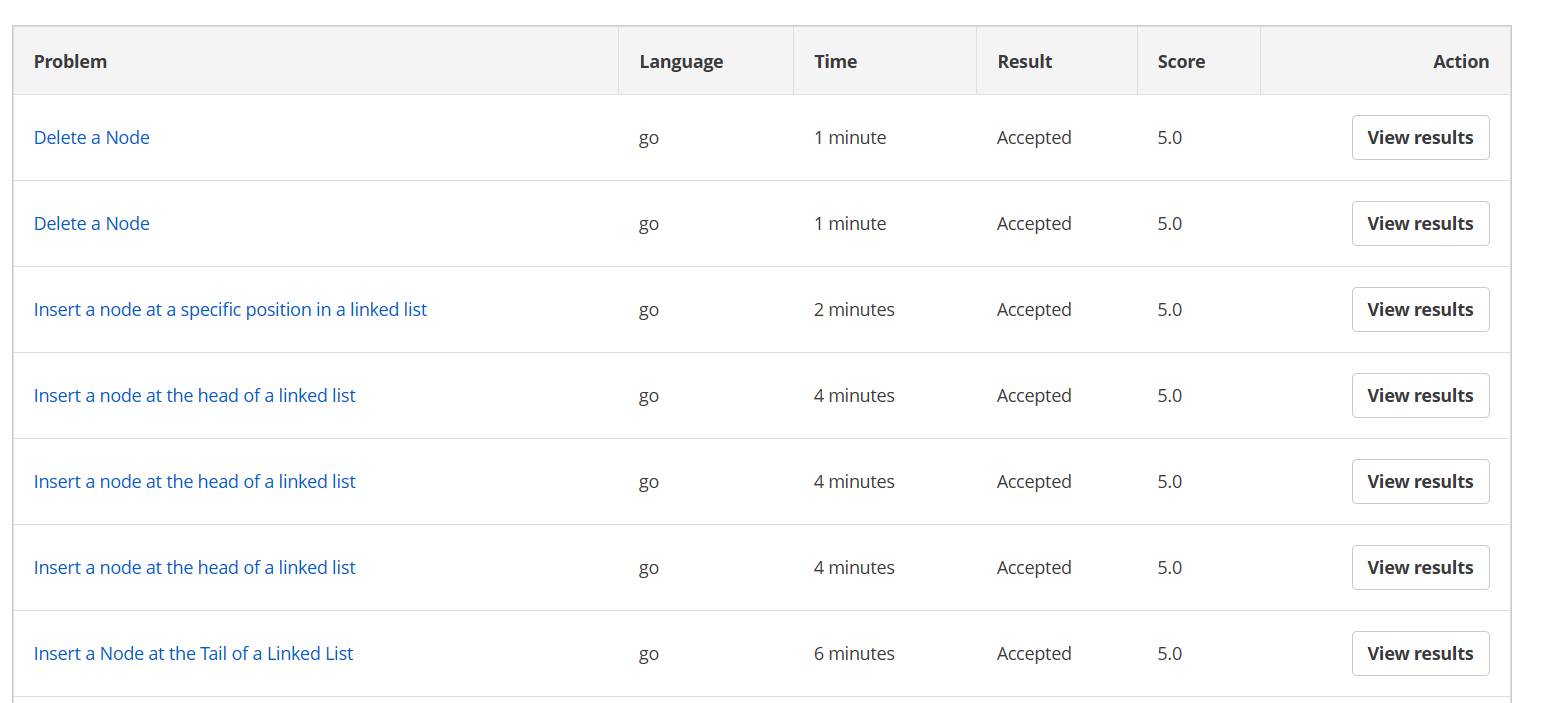 Problem Language Time Result Score Action
Delete a Node go 1 minute Accepted 5.0 View results
Delete a Node go 1 minute Accepted 5.0 View results
Insert a node at a specific position in a linked list go 2 minutes Accepted 5.0 View results
Insert a node at the head of a linked list go 4 minutes Accepted 5.0 View results
Insert a node at the head of a linked list go 4 minutes Accepted 5.0 View results
Insert a node at the head of a linked list go 4 minutes Accepted 5.0 View results
Insert a Node at the Tail of a Linked List go 6 minutes Accepted 5.0 View results